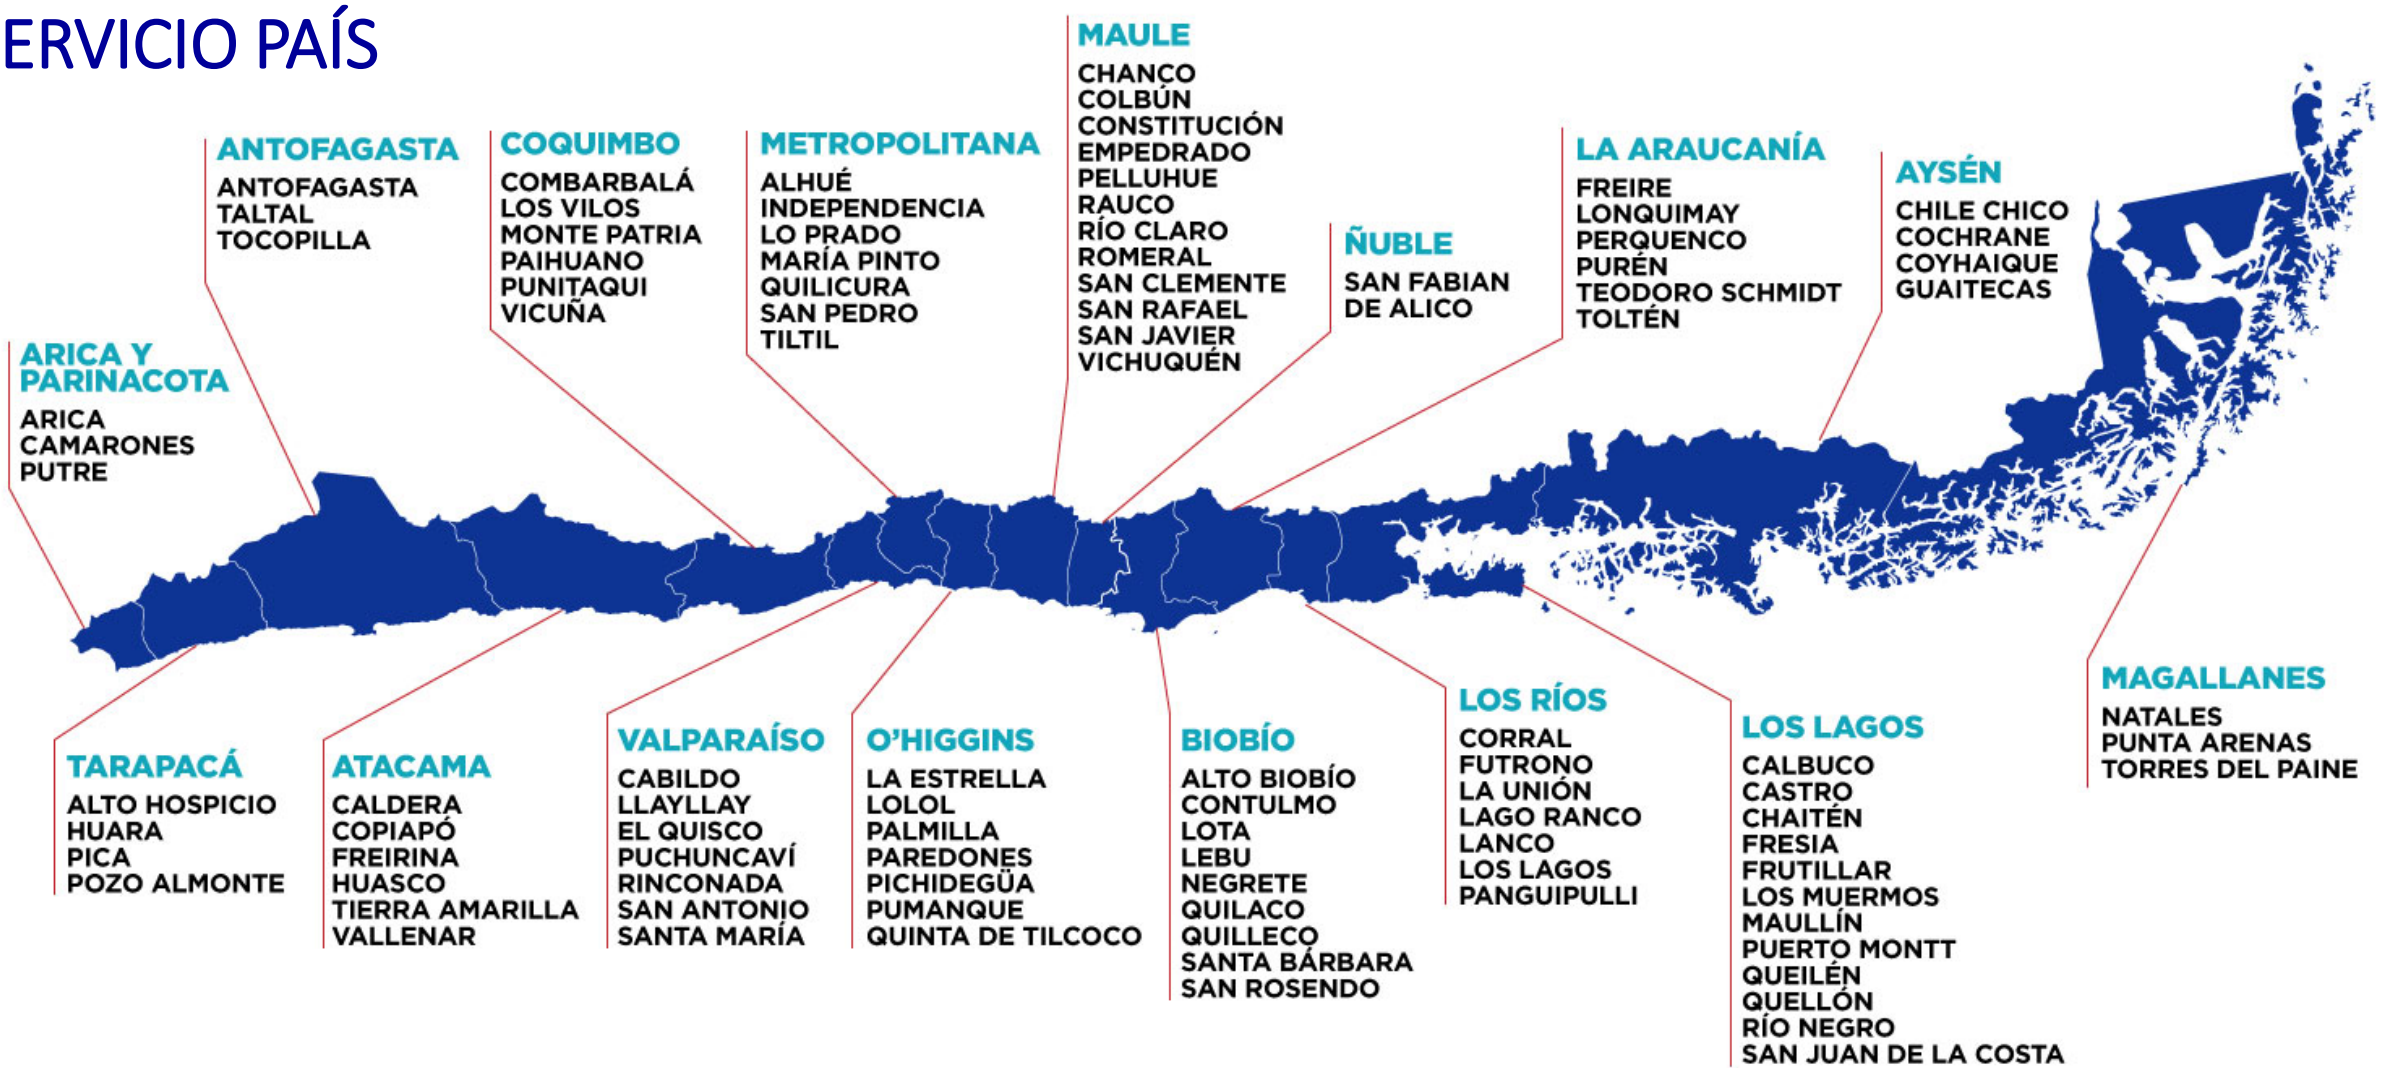 ERVICIO PAÍS
ARICA Y
PARINACOTA
ARICA
CAMARONES
PUTRE
ANTOFAGASTA
ANTOFAGASTA
TALTAL
TOCOPILLA
COQUIMBO
COMBARBALÁ
LOS VILOS
MONTE PATRIA
PAIHUANO
PUNITAQUI
VICUÑA
METROPOLITANA
ALHUÉ
INDEPENDENCIA
LO PRADO
MARÍA PINTO
QUILICURA
SAN PEDRO
TILTIL
MAULE
CHANCO
COLBÚN
CONSTITUCIÓN
EMPEDRADO
PELLUHUE
RAUCO
RÍO CLARO
ROMERAL
SAN CLEMENTE
SAN RAFAEL
SAN JAVIER
VICHUQUÉN
ÑUBLE
SAN FABIAN
DE ALICO
LA ARAUCANÍA
FREIRE
LONQUIMAY
PERQUENCO
PURÉN
TEODORO SCHMIDT
TOLTÉN
AYSÉN
CHILE CHICO
COCHRANE
COYHAIQUE
GUAITECAS
TARAPACÁ
ALTO HOSPICIO
HUARA
PICA
POZO ALMONTE
ATACAMA
CALDERA
COPIAPÓ
FREIRINA
HUASCO
TIERRA AMARILLA
VALLENAR
VALPARAÍSO
CABILDO
LLAYLLAY
EL QUISCO
PUCHUNCAVÍ
RINCONADA
SAN ANTONIO
SANTA MARÍA
O’HIGGINS
LA ESTRELLA
LOLOL
PALMILLA
PAREDONES
PICHIDEGÜA
PUMANQUE
QUINTA DE TILCOCO
BIOBÍO
ALTO BIOBÍO
CONTULMO
LOTA
LEBU
NEGRETE
QUILACO
QUILLECO
SANTA BÁRBARA
SAN ROSENDO
LOS RÍOS
CORRAL
FUTRONO
LA UNIÓN
LAGO RANCO
LANCO
LOS LAGOS
PANGUIPULLI
LOS LAGOS
CALBUCO
CASTRO
CHAITÉN
FRESIA
FRUTILLAR
LOS MUERMOS
MAULLÍN
PUERTO MONTT
QUEILÉN
QUELLÓN
RÍO NEGRO
SAN JUAN DE LA COSTA
MAGALLANES
NATALES
PUNTA ARENAS
TORRES DEL PAINE